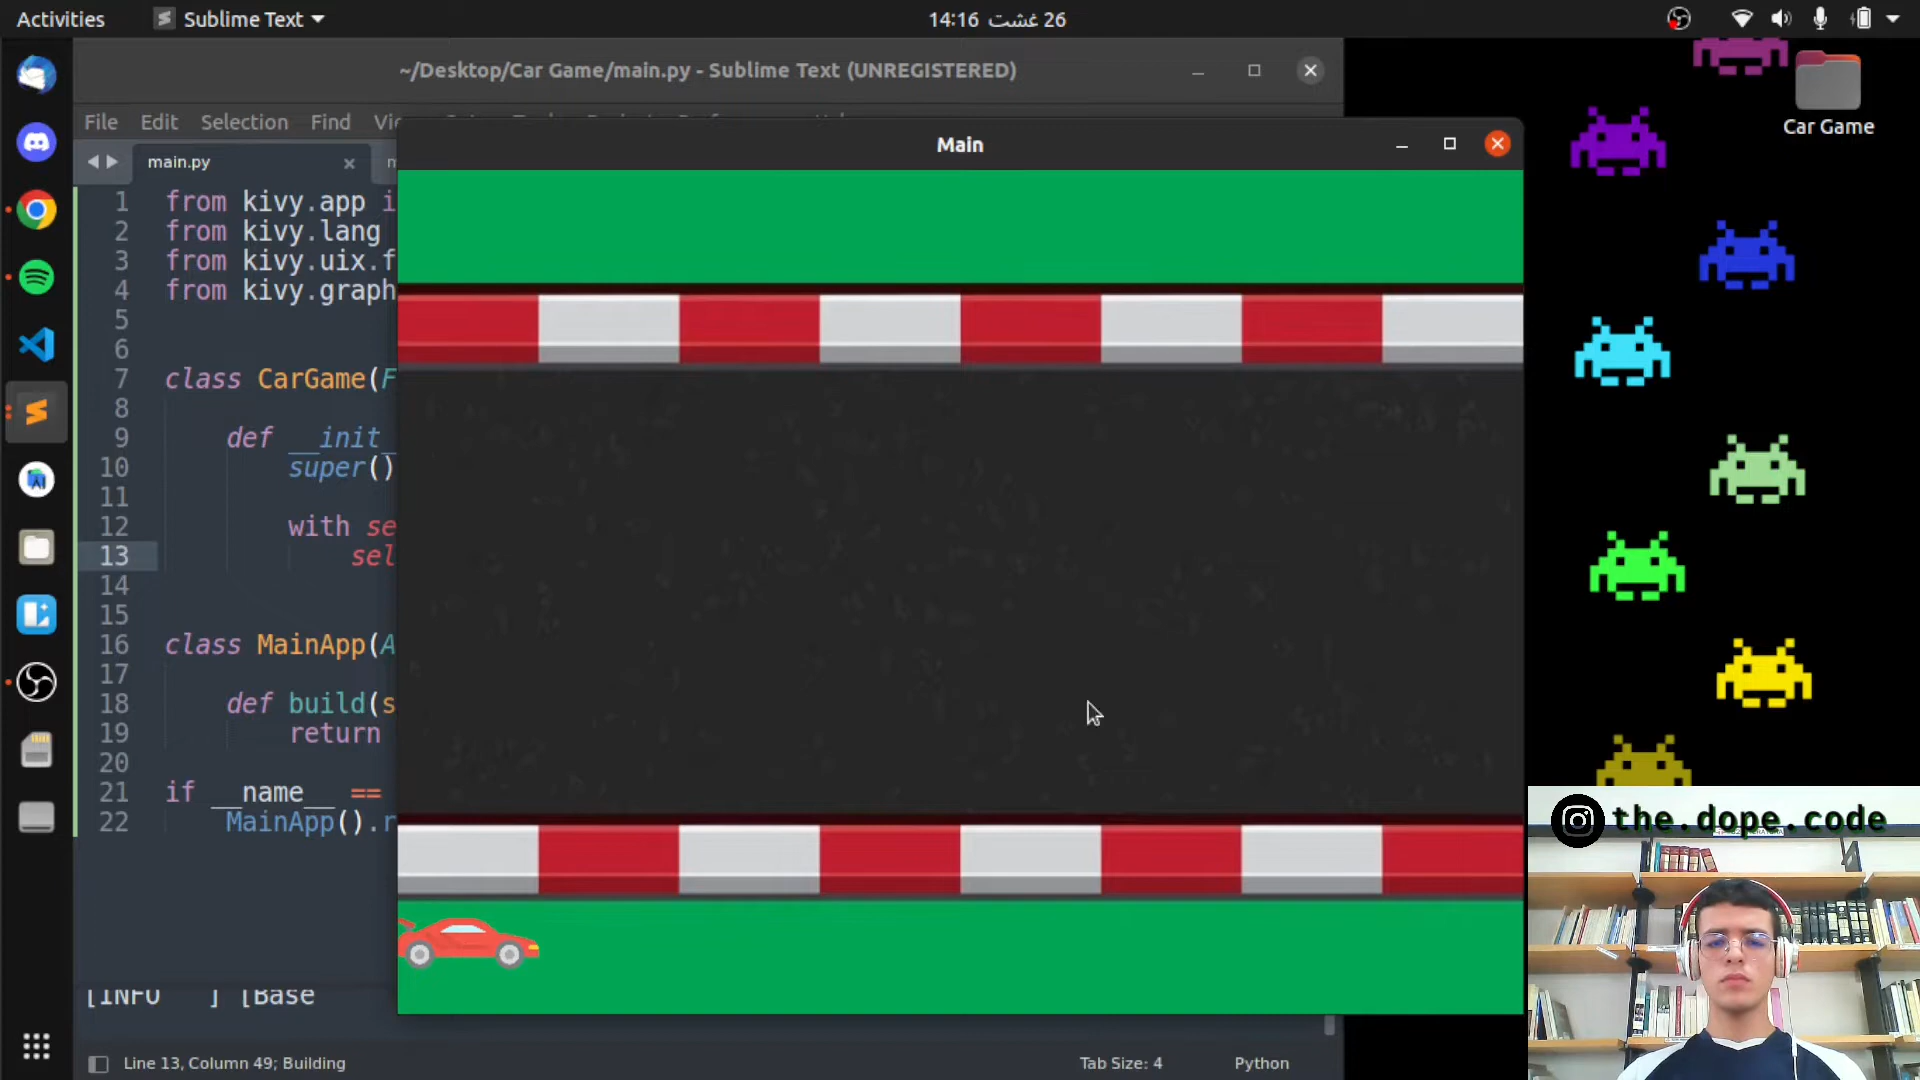 Activities
Sublime Text
26 غشت 14:16
~/Desktop/Car Game/main.py - Sublime Text (UNREGISTERED)
File Edit Selection Find
Main
Car Game
main.py
1 from kivy.app i
2 from kivy.lang
3 from kivy.uix.f
4 from kivy.graph
5
6
7 class CarGame(F
8
9 def __init_
10 super()
11
12 with se
13 sel
14
15
16 class MainApp(A
17
18 def build(s
19 return
20
21 if __name__ ==
22 MainApp().r
[INFO ] [Base
Line 13, Column 49; Building
Tab Size: 4
Python
the.dope.code